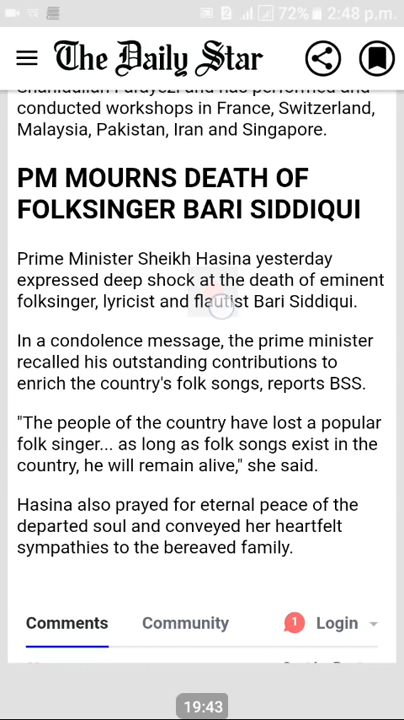 72% 2:48 p.m.
The Daily Star
conducted workshops in France, Switzerland,
Malaysia, Pakistan, Iran and Singapore.
PM MOURNS DEATH OF
FOLKSINGER BARI SIDDIQUI
Prime Minister Sheikh Hasina yesterday
expressed deep shock at the death of eminent
folksinger, lyricist and flautist Bari Siddiqui.
In a condolence message, the prime minister
recalled his outstanding contributions to
enrich the country's folk songs, reports BSS.
"The people of the country have lost a popular
folk singer... as long as folk songs exist in the
country, he will remain alive," she said.
Hasina also prayed for eternal peace of the
departed soul and conveyed her heartfelt
sympathies to the bereaved family.
Comments Community 1 Login
19:43